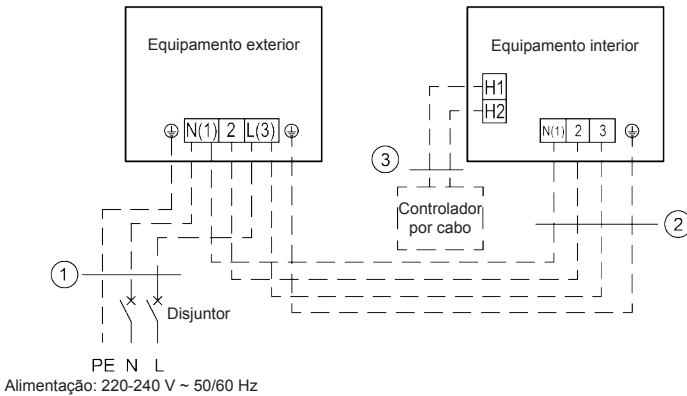 Equipamento exterior
Equipamento interior
H1
H2
N(1) 2 L(3)
N(1) 2 3
3
Controlador
por cabo
2
1
Disjuntor
PE N L
Alimentação: 220-240 V ~ 50/60 Hz